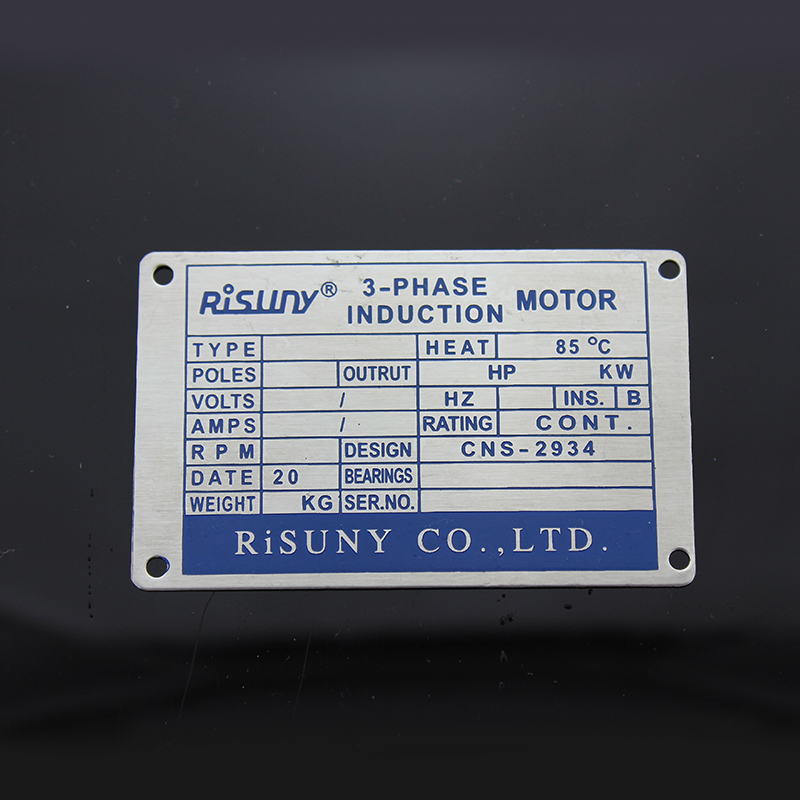 RiSUNY® 3-PHASE INDUCTION MOTOR
TYPE HEAT 85 °C
POLES OUTRUT HP KW
VOLTS / HZ INS. B
AMPS / RATING CONT.
RPM DESIGN CNS-2934
DATE 20 BEARINGS
WEIGHT KG SER.NO.
RiSUNY CO.,LTD.